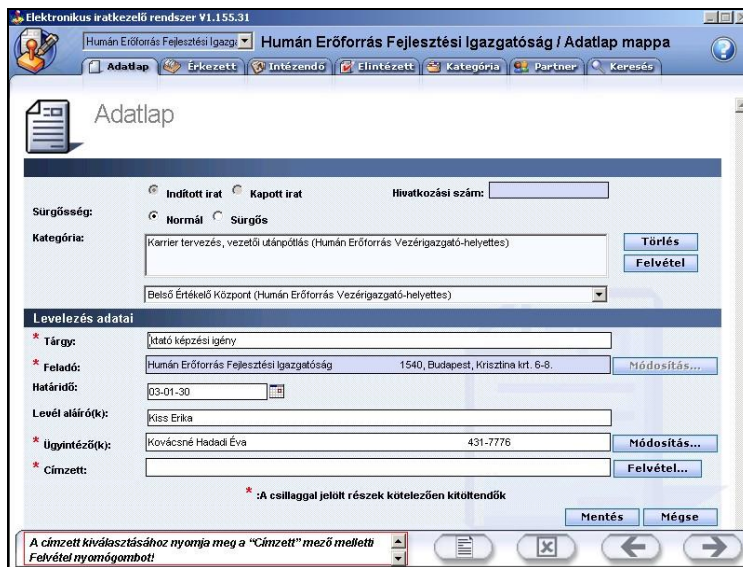 Elektronikus iratkezelő rendszer V1.155.31
Humán Erőforrás Fejlesztési Igazga
Humán Erőforrás Fejlesztési Igazgatóság / Adatlap mappa
Adatlap Érkezett Intézendő Elintézett Kategória Partner Keresés
Adatlap
Indított irat Kapott irat Hivatkozási szám:
Sürgősség: Normál Sürgős
Kategória: Karrier tervezés, vezetői utánpótlás (Humán Erőforrás Vezérigazgató-helyettes) Törlés
Felvétel
Belső Értékelő Központ (Humán Erőforrás Vezérigazgató-helyettes)
Levelezés adatai
* Tárgy: ktató képzési igény
* Feladó: Humán Erőforrás Fejlesztési Igazgatóság 1540, Budapest, Krisztina krt. 6-8. Módosítás...
Határidő: 03-01-30
Levél aláíró(k): Kiss Erika
* Ügyintéző(k): Kovácsné Hadadi Éva 431-7776 Módosítás...
* Címzett: Felvétel...
* :A csillaggal jelölt részek kötelezően kitöltendők
Mentés Mégse
A címzett kiválasztásához nyomja meg a "Címzett" mező melletti
Felvétel nyomógombot!